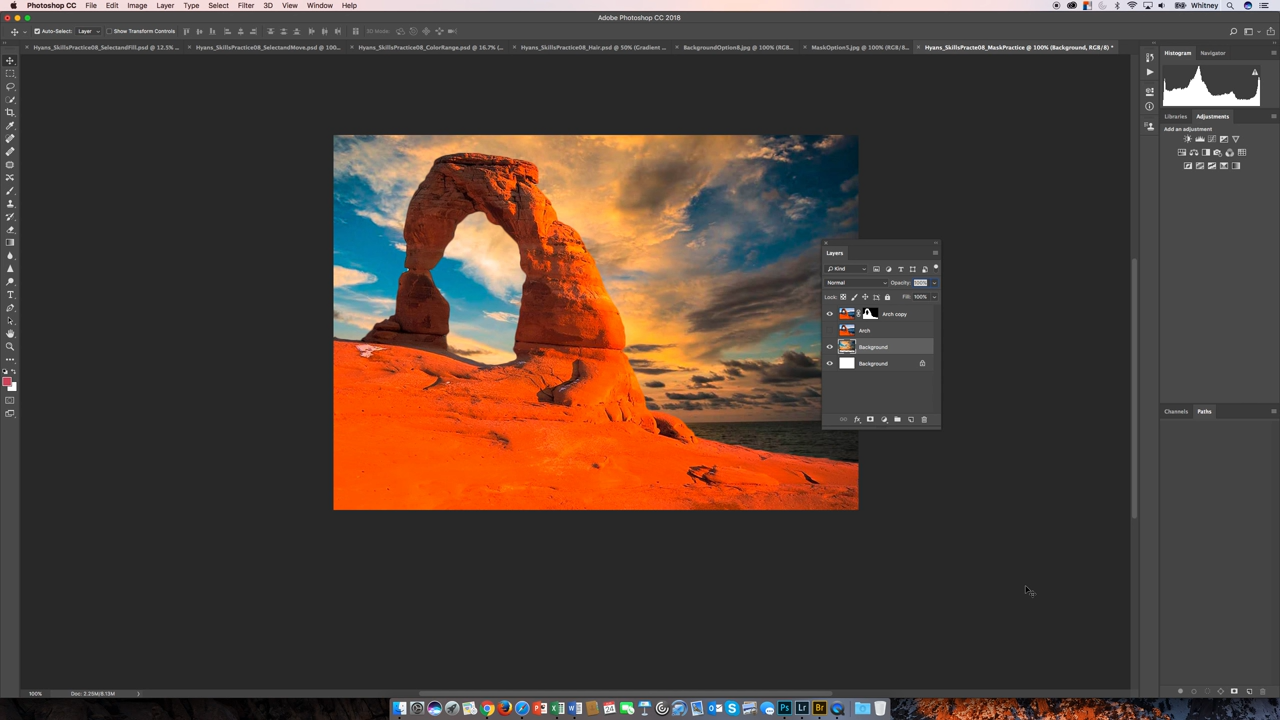 Photoshop CC File Edit Image Layer Type Select Filter 3D View Window Help Whitney
Adobe Photoshop CC 2018
Auto-Select: Layer Show Transform Controls 3D Mode:
Hyans_SkillsPractice08_SelectandFill.psd @ 12.5% ... Hyans_SkillsPractice08_SelectandMove.psd @ 100... Hyans_SkillsPractice08_ColorRange.psd @ 16.7% (... Hyans_SkillsPractice08_Hair.psd @ 50% (Gradient ... BackgroundOption8.jpg @ 100% (RGB... MaskOption5.jpg @ 100% (RGB/8... Hyans_SkillsPracte08_MaskPractice @ 100% (Background, RGB/8) *
Histogram Navigator
Libraries Adjustments
Add an adjustment
Layers
Kind
Normal Opacity: 100%
Lock: Fill: 100%
Arch copy
Arch
Background
Background
Channels Paths
100% Doc: 2.25M/8.13M